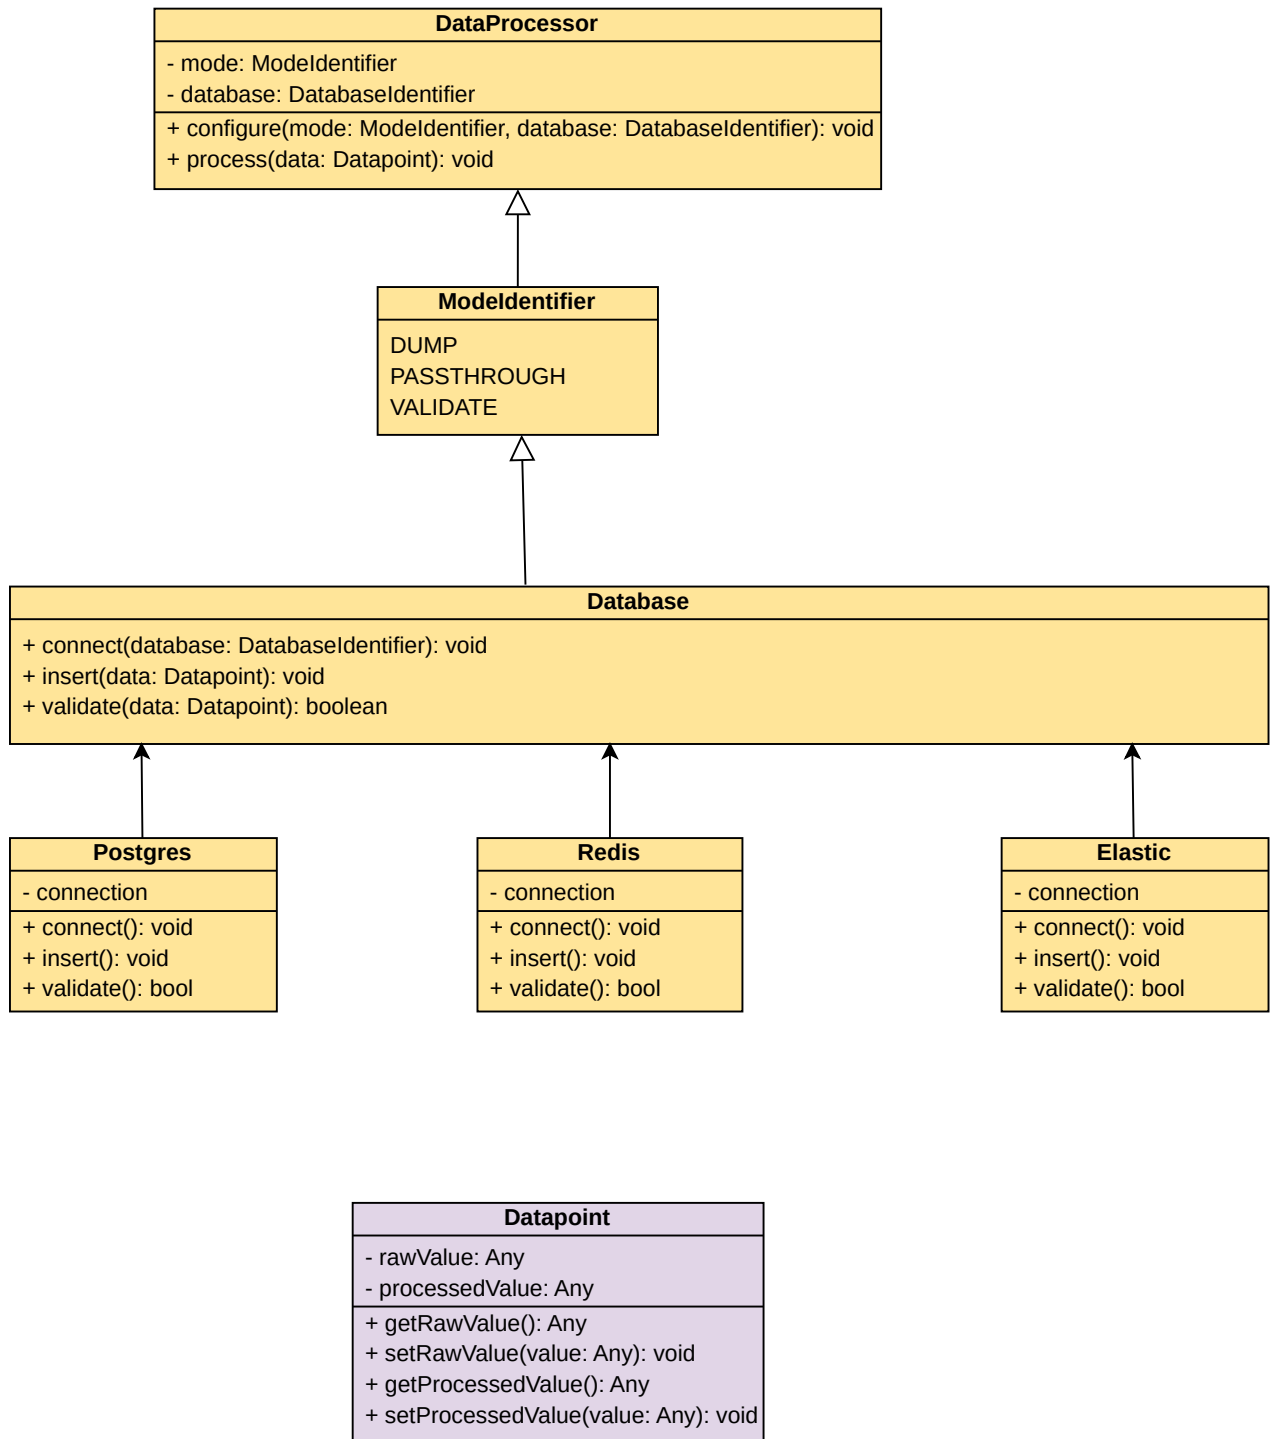 DataProcessor
- mode: ModeIdentifier
- database: DatabaseIdentifier
+ configure(mode: ModeIdentifier, database: DatabaseIdentifier): void
+ process(data: Datapoint): void
ModeIdentifier
DUMP
PASSTHROUGH
VALIDATE
Database
+ connect(database: DatabaseIdentifier): void
+ insert(data: Datapoint): void
+ validate(data: Datapoint): boolean
Postgres
- connection
+ connect(): void
+ insert(): void
+ validate(): bool
Redis
- connection
+ connect(): void
+ insert(): void
+ validate(): bool
Elastic
- connection
+ connect(): void
+ insert(): void
+ validate(): bool
Datapoint
- rawValue: Any
- processedValue: Any
+ getRawValue(): Any
+ setRawValue(value: Any): void
+ getProcessedValue(): Any
+ setProcessedValue(value: Any): void